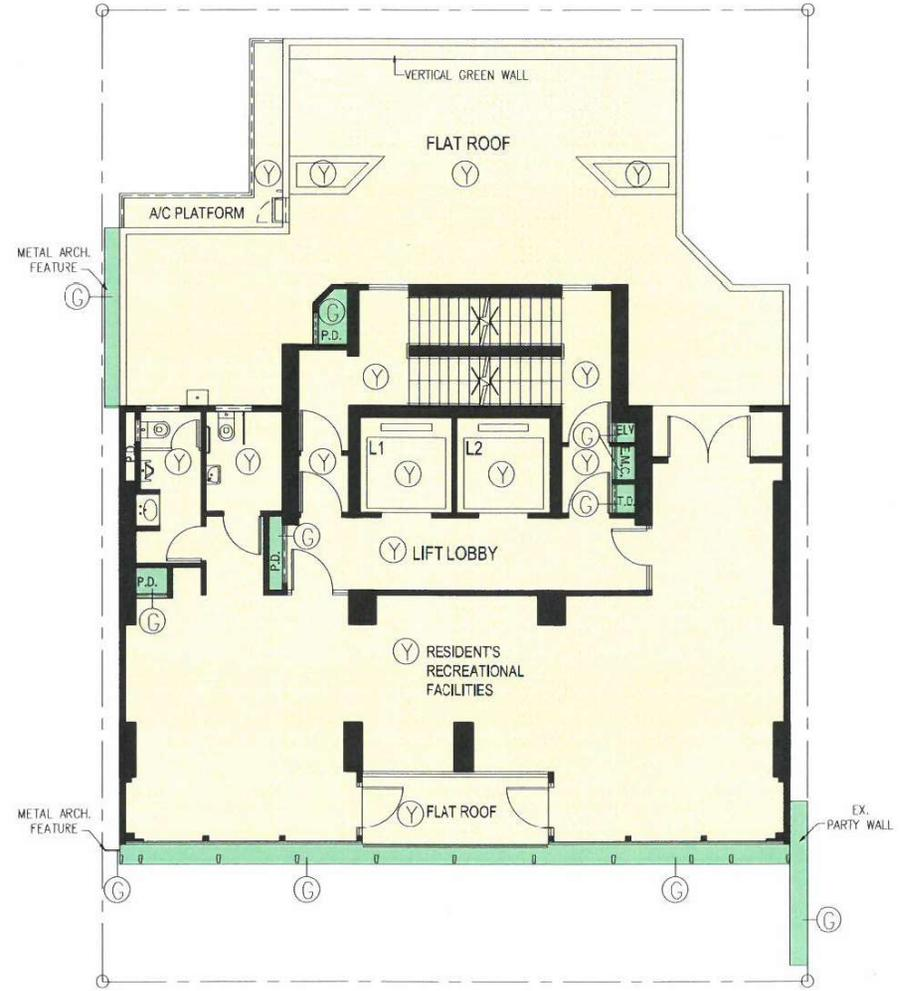 VERTICAL GREEN WALL
FLAT ROOF
Y
Y
Y
Y
A/C PLATFORM
METAL ARCH.
FEATURE
G
G
P.D.
Y
Y
L1
L2
G
ELV
P.D.
Y
Y
Y
Y
Y
Y
E.M.C.
G
T.D.
G
P.D.
Y
LIFT LOBBY
P.D.
G
Y
RESIDENT'S
RECREATIONAL
FACILITIES
METAL ARCH.
FEATURE
Y
FLAT ROOF
EX.
PARTY WALL
G
G
G
G